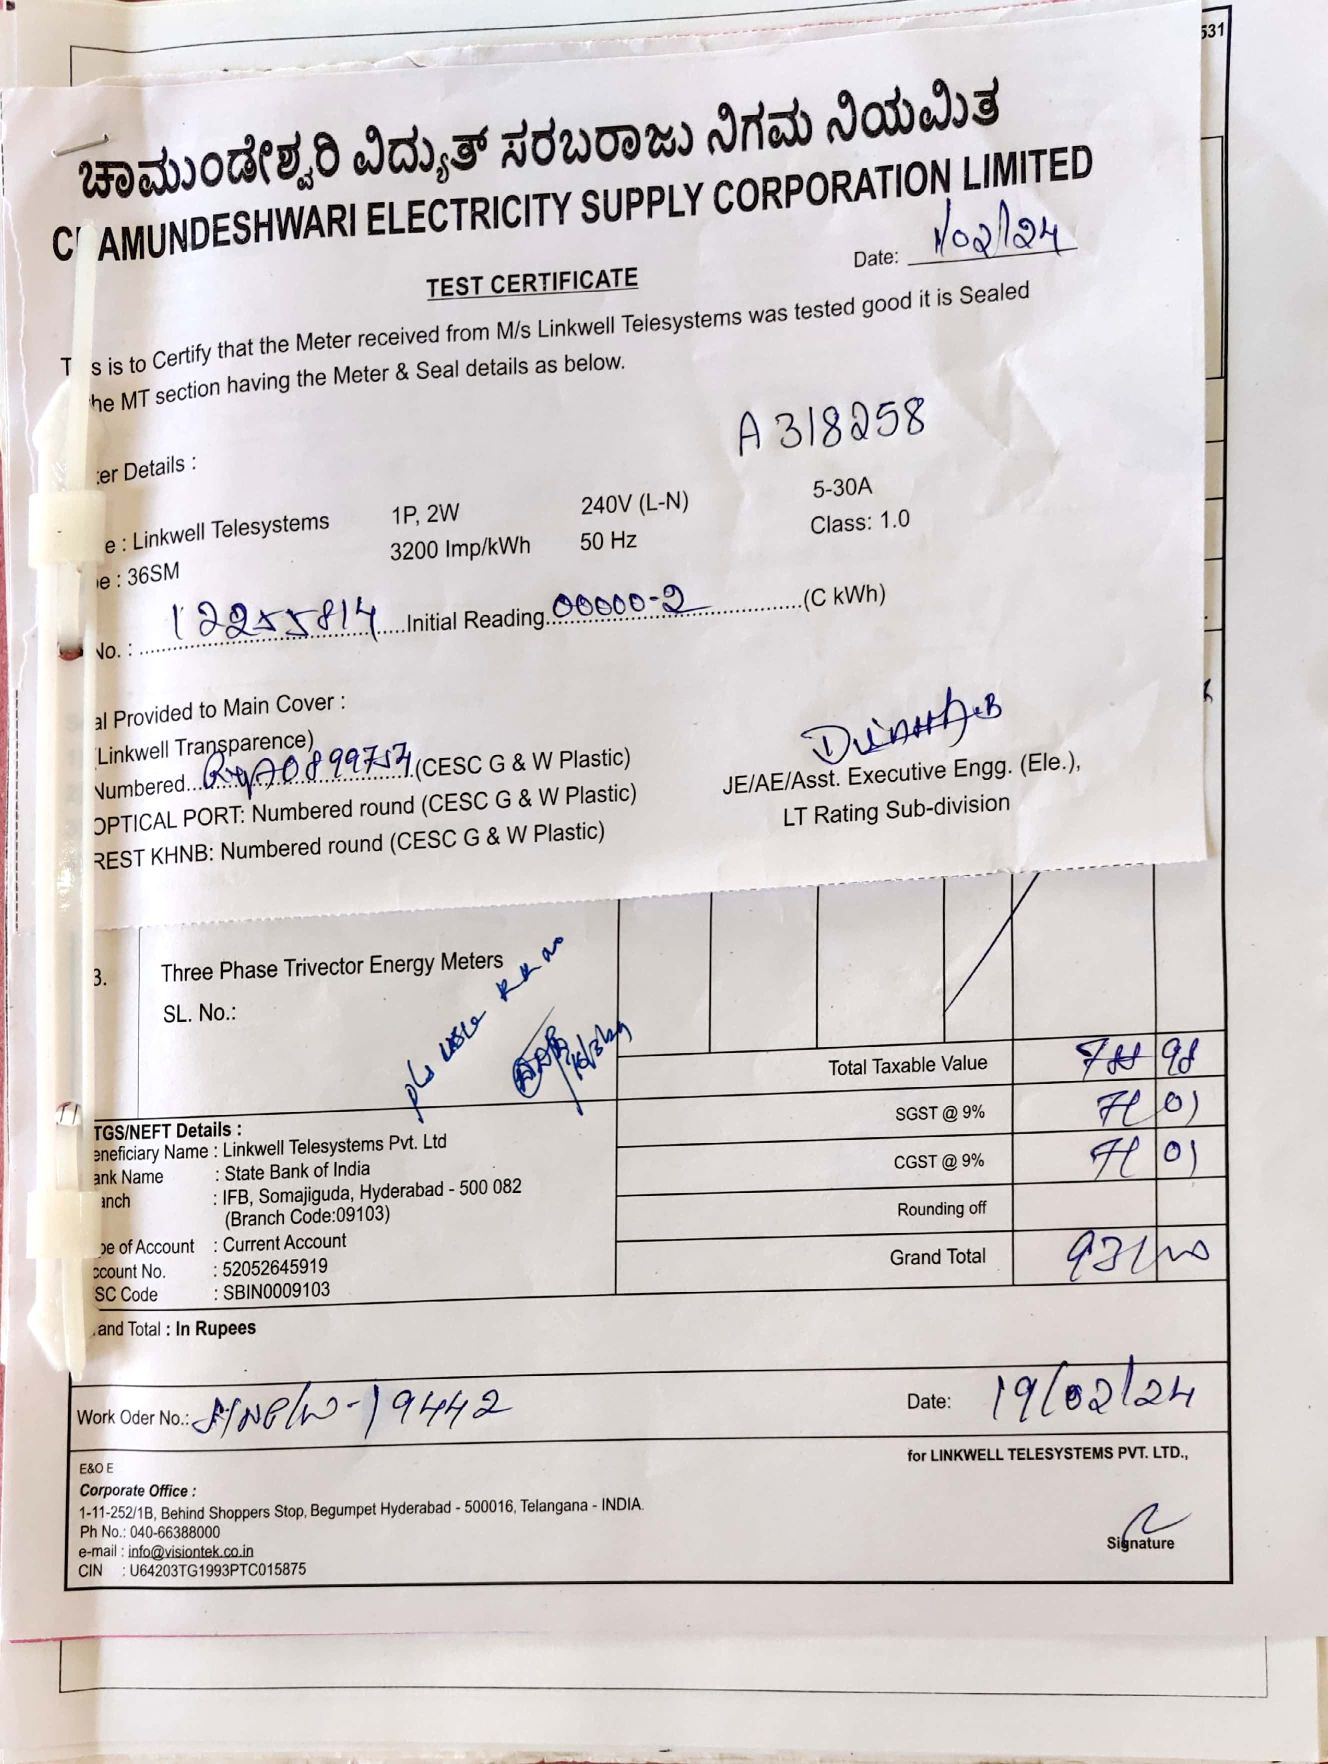 531
ಚಾಮುಂಡೇಶ್ವರಿ ವಿದ್ಯುತ್ ಸರಬರಾಜು ನಿಗಮ ನಿಯಮಿತ
C AMUNDESHWARI ELECTRICITY SUPPLY CORPORATION LIMITED
Date: 1/02/24
TEST CERTIFICATE
T s is to Certify that the Meter received from M/s Linkwell Telesystems was tested good it is Sealed
he MT section having the Meter & Seal details as below.
A 318258
er Details :
e : Linkwell Telesystems 1P, 2W 240V (L-N) 5-30A
e : 36SM 3200 Imp/kWh 50 Hz Class: 1.0
No. : 12255814 Initial Reading 00000-2 (C kWh)
al Provided to Main Cover :
Linkwell Transparence)
Numbered... A0899757 (CESC G & W Plastic)
OPTICAL PORT: Numbered round (CESC G & W Plastic)
REST KHNB: Numbered round (CESC G & W Plastic)
JE/AE/Asst. Executive Engg. (Ele.),
LT Rating Sub-division
3. Three Phase Trivector Energy Meters
SL. No.:
Total Taxable Value 98
SGST @ 9% 71 01
CGST @ 9% 71 01
Rounding off
Grand Total 931
TGS/NEFT Details :
eneficiary Name : Linkwell Telesystems Pvt. Ltd
ank Name : State Bank of India
anch : IFB, Somajiguda, Hyderabad - 500 082
(Branch Code:09103)
pe of Account : Current Account
ccount No. : 52052645919
SC Code : SBIN0009103
and Total : In Rupees
Work Oder No.: 19442 Date: 19/02/24
for LINKWELL TELESYSTEMS PVT. LTD.,
E&O E
Corporate Office :
1-11-252/1B, Behind Shoppers Stop, Begumpet Hyderabad - 500016, Telangana - INDIA.
Ph No.: 040-66388000
e-mail : info@visiontek.co.in
CIN : U64203TG1993PTC015875
Signature